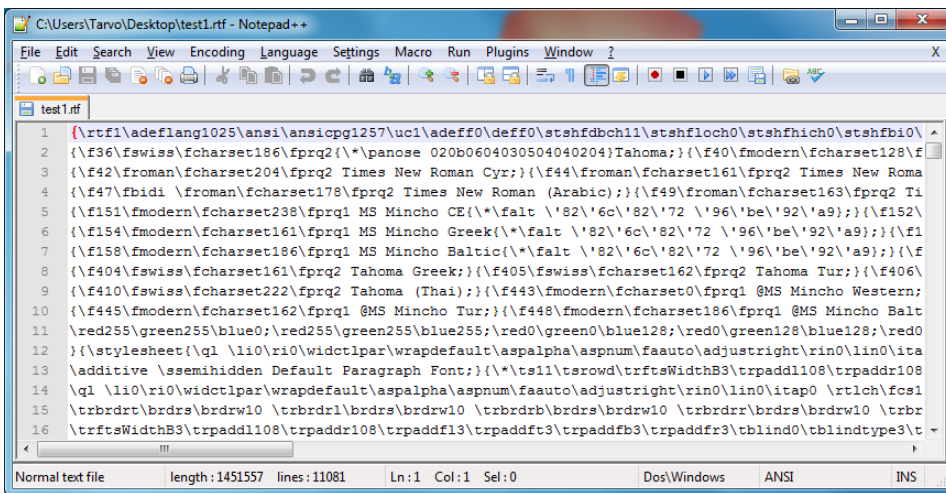 C:\Users\Tarvo\Desktop\test1.rtf - Notepad++
File Edit Search View Encoding Language Settings Macro Run Plugins Window ? X
test1.rtf
1 {\rtf1\adeflang1025\ansi\ansicpg1257\uc1\adeff0\deff0\stshfdbch11\stshfloch0\stshfhich0\stshfbi0\
2 {\f36\fswiss\fcharset186\fprq2{\*\panose 020b0604030504040204}Tahoma;}{\f40\fmodern\fcharset128\f
3 {\f42\froman\fcharset204\fprq2 Times New Roman Cyr;}{\f44\froman\fcharset161\fprq2 Times New Roma
4 {\f47\fbidi \froman\fcharset178\fprq2 Times New Roman (Arabic);}{\f49\froman\fcharset163\fprq2 Ti
5 {\f151\fmodern\fcharset238\fprq1 MS Mincho CE{\*\falt \'82\'6c\'82\'72 \'96\'be\'92\'a9};}{\f152\
6 {\f154\fmodern\fcharset161\fprq1 MS Mincho Greek{\*\falt \'82\'6c\'82\'72 \'96\'be\'92\'a9};}{\f1
7 {\f158\fmodern\fcharset186\fprq1 MS Mincho Baltic{\*\falt \'82\'6c\'82\'72 \'96\'be\'92\'a9};}{\f
8 {\f404\fswiss\fcharset161\fprq2 Tahoma Greek;}{\f405\fswiss\fcharset162\fprq2 Tahoma Tur;}{\f406\
9 {\f410\fswiss\fcharset222\fprq2 Tahoma (Thai);}{\f443\fmodern\fcharset0\fprq1 @MS Mincho Western;
10 {\f445\fmodern\fcharset162\fprq1 @MS Mincho Tur;}{\f448\fmodern\fcharset186\fprq1 @MS Mincho Balt
11 \red255\green255\blue0;\red255\green255\blue255;\red0\green0\blue128;\red0\green128\blue128;\red0
12 }{\stylesheet{\ql \li0\ri0\widctlpar\wrapdefault\aspalpha\aspnum\faauto\adjustright\rin0\lin0\ita
13 \additive \ssemihidden Default Paragraph Font;}{\*\ts11\tsrowd\trftsWidthB3\trpaddl108\trpaddr108
14 \ql \li0\ri0\widctlpar\wrapdefault\aspalpha\aspnum\faauto\adjustright\rin0\lin0\itap0 \rtlch\fcs1
15 \trbrdrt\brdrs\brdrw10 \trbrdrl\brdrs\brdrw10 \trbrdrb\brdrs\brdrw10 \trbrdrr\brdrs\brdrw10 \trbr
16 \trftsWidthB3\trpaddl108\trpaddr108\trpaddfl3\trpaddft3\trpaddfb3\trpaddfr3\tblind0\tblindtype3\t
Normal text file length : 1451557 lines : 11081 Ln : 1 Col : 1 Sel : 0 Dos\Windows ANSI INS